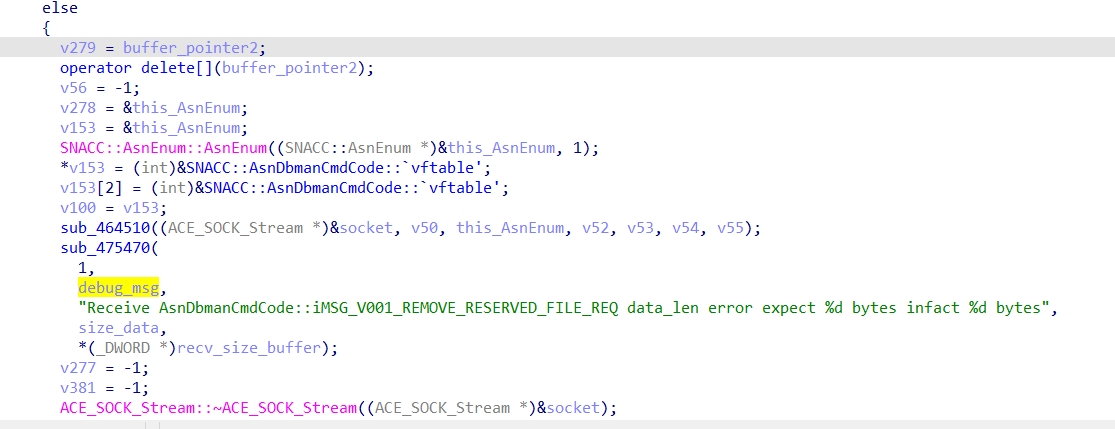 else
{
v279 = buffer_pointer2;
operator delete[](buffer_pointer2);
v56 = -1;
v278 = &this_AsnEnum;
v153 = &this_AsnEnum;
SNACC::AsnEnum::AsnEnum((SNACC::AsnEnum *)&this_AsnEnum, 1);
*v153 = (int)&SNACC::AsnDbmanCmdCode::`vftable';
v153[2] = (int)&SNACC::AsnDbmanCmdCode::`vftable';
v100 = v153;
sub_464510((ACE_SOCK_Stream *)&socket, v50, this_AsnEnum, v52, v53, v54, v55);
sub_475470(
1,
debug_msg,
"Receive AsnDbmanCmdCode::iMSG_V001_REMOVE_RESERVED_FILE_REQ data_len error expect %d bytes infact %d bytes",
size_data,
*(_DWORD *)recv_size_buffer);
v277 = -1;
v381 = -1;
ACE_SOCK_Stream::~ACE_SOCK_Stream((ACE_SOCK_Stream *)&socket);